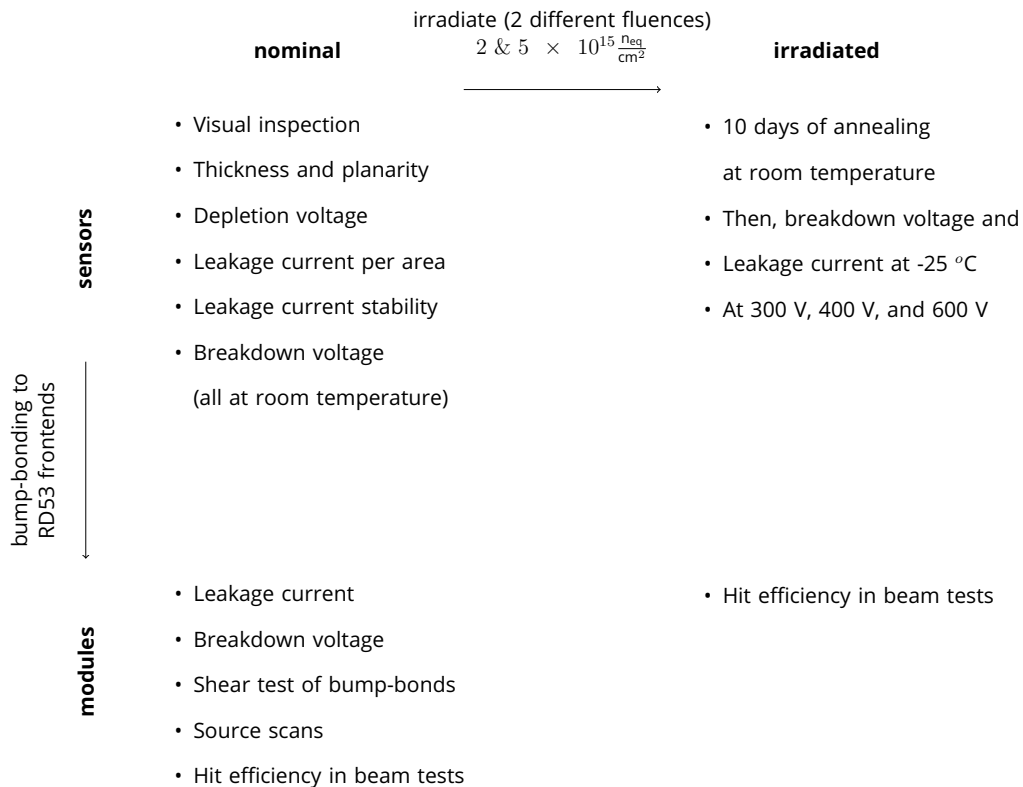 irradiate (2 different fluences)
nominal 2 & 5 × 10¹⁵ n_eq/cm² irradiated
sensors
• Visual inspection
• Thickness and planarity
• Depletion voltage
• Leakage current per area
• Leakage current stability
• Breakdown voltage
(all at room temperature)
• 10 days of annealing
at room temperature
• Then, breakdown voltage and
• Leakage current at -25 °C
• At 300 V, 400 V, and 600 V
bump-bonding to
RD53 frontends
modules
• Leakage current
• Breakdown voltage
• Shear test of bump-bonds
• Source scans
• Hit efficiency in beam tests
• Hit efficiency in beam tests